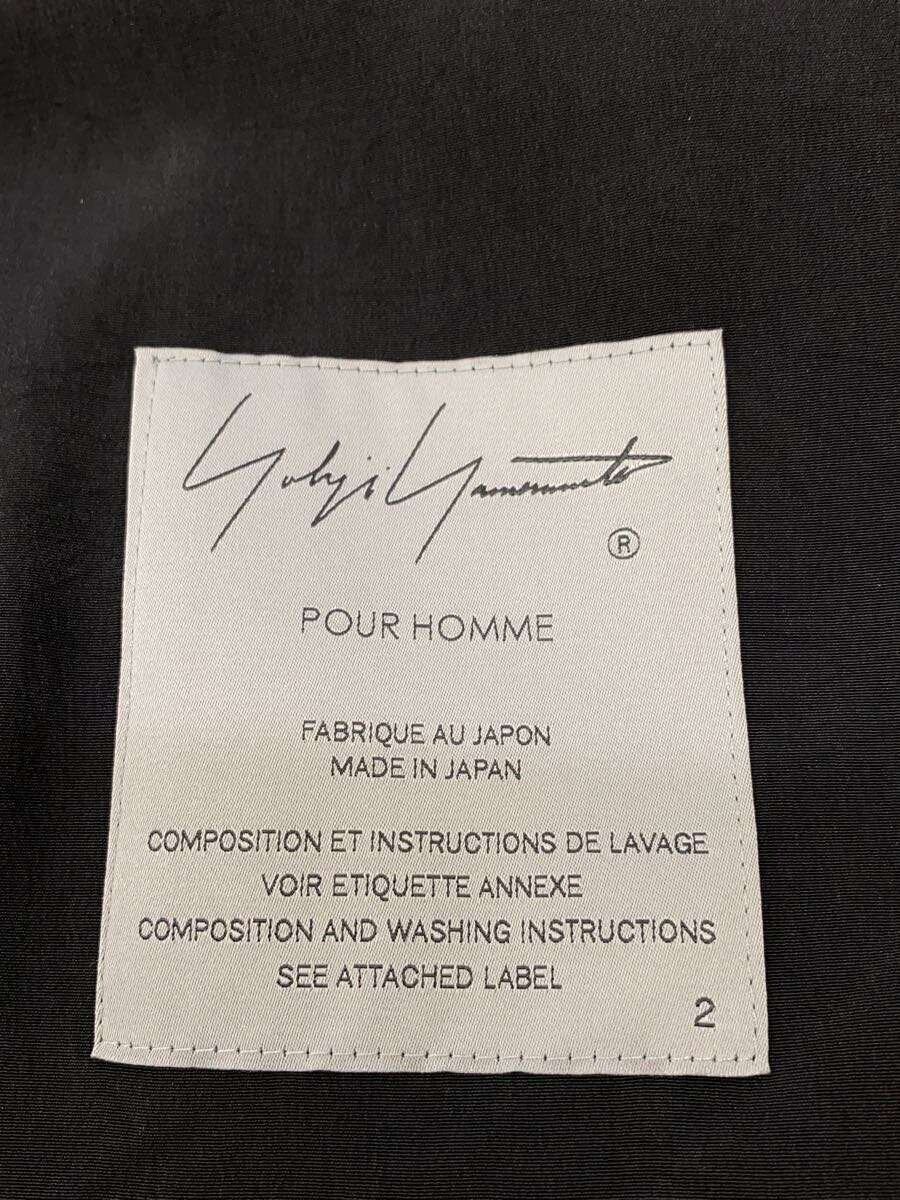 Yohji Yamamoto
®
POUR HOMME
FABRIQUE AU JAPON
MADE IN JAPAN
COMPOSITION ET INSTRUCTIONS DE LAVAGE
VOIR ETIQUETTE ANNEXE
COMPOSITION AND WASHING INSTRUCTIONS
SEE ATTACHED LABEL
2